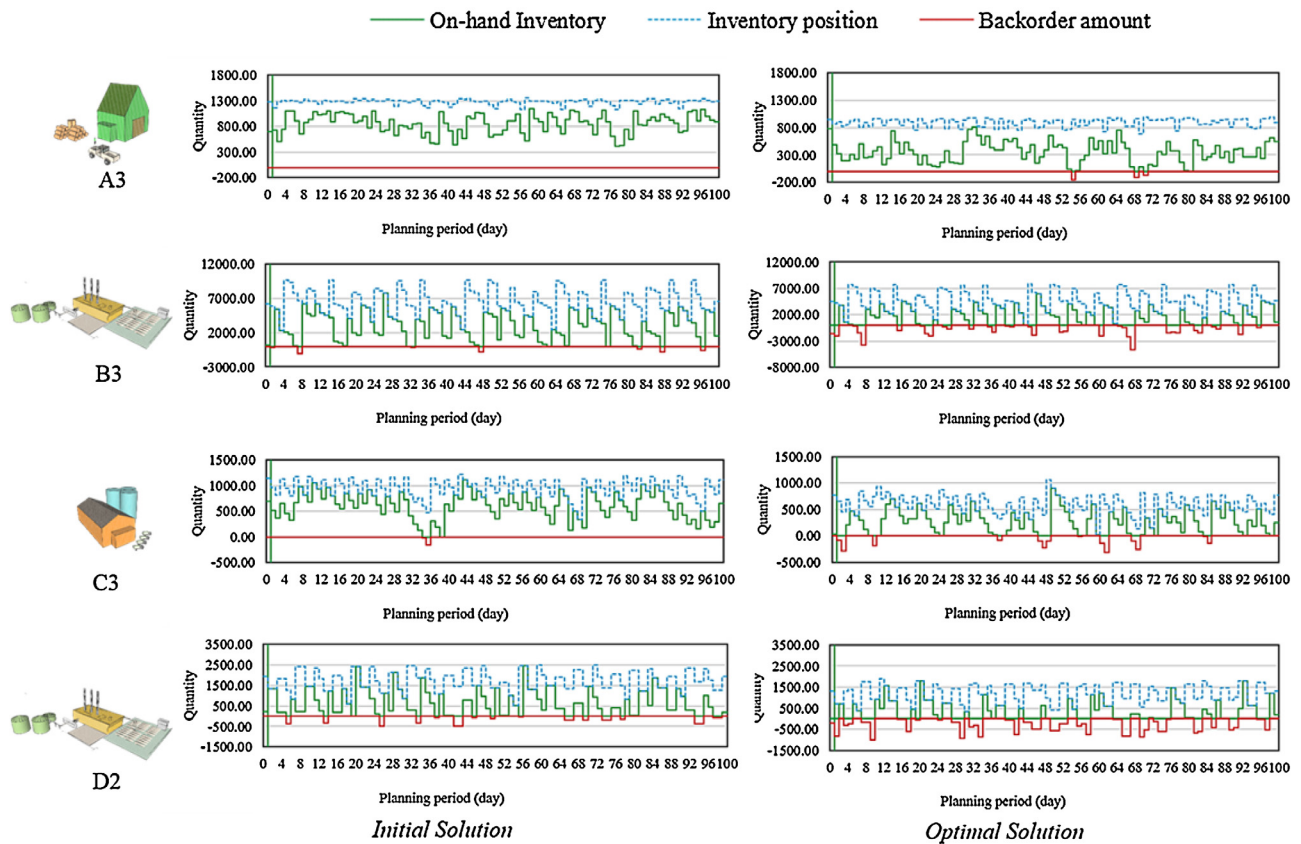 On-hand Inventory Inventory position Backorder amount
A3
Quantity
1800.00
1300.00
800.00
300.00
-200.00
0 4 8 12 16 20 24 28 32 36 40 44 48 52 56 60 64 68 72 76 80 84 88 92 96 100
Planning period (day)
Quantity
1800.00
1300.00
800.00
300.00
-200.00
0 4 8 12 16 20 24 28 32 36 40 44 48 52 56 60 64 68 72 76 80 84 88 92 96 100
Planning period (day)
B3
Quantity
12000.00
7000.00
2000.00
-3000.00
0 4 8 12 16 20 24 28 32 36 40 44 48 52 56 60 64 68 72 76 80 84 88 92 96 100
Planning period (day)
Quantity
12000.00
7000.00
2000.00
-3000.00
-8000.00
0 4 8 12 16 20 24 28 32 36 40 44 48 52 56 60 64 68 72 76 80 84 88 92 96 100
Planning period (day)
C3
Quantity
1500.00
1000.00
500.00
0.00
-500.00
0 4 8 12 16 20 24 28 32 36 40 44 48 52 56 60 64 68 72 76 80 84 88 92 96 100
Planning period (day)
Quantity
1500.00
1000.00
500.00
0.00
-500.00
0 4 8 12 16 20 24 28 32 36 40 44 48 52 56 60 64 68 72 76 80 84 88 92 96 100
Planning period (day)
D2
Quantity
3500.00
2500.00
1500.00
500.00
-500.00
-1500.00
0 4 8 12 16 20 24 28 32 36 40 44 48 52 56 60 64 68 72 76 80 84 88 92 96 100
Planning period (day)
Quantity
3500.00
2500.00
1500.00
500.00
-500.00
-1500.00
0 4 8 12 16 20 24 28 32 36 40 44 48 52 56 60 64 68 72 76 80 84 88 92 96 100
Planning period (day)
Initial Solution
Optimal Solution